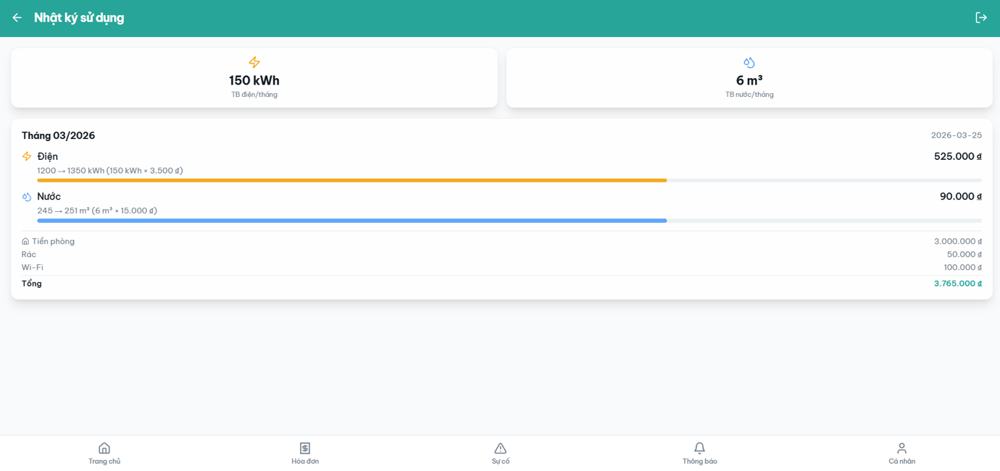 Nhật ký sử dụng
150 kWh
TB điện/tháng
6 m³
TB nước/tháng
Tháng 03/2026
2026-03-25
Điện
525.000 ₫
1200 → 1350 kWh (150 kWh × 3.500 ₫)
Nước
90.000 ₫
245 → 251 m³ (6 m³ × 15.000 ₫)
Tiền phòng
3.000.000 ₫
Rác
50.000 ₫
Wi-Fi
100.000 ₫
Tổng
3.765.000 ₫
Trang chủ
Hóa đơn
Sự cố
Thông báo
Cá nhân